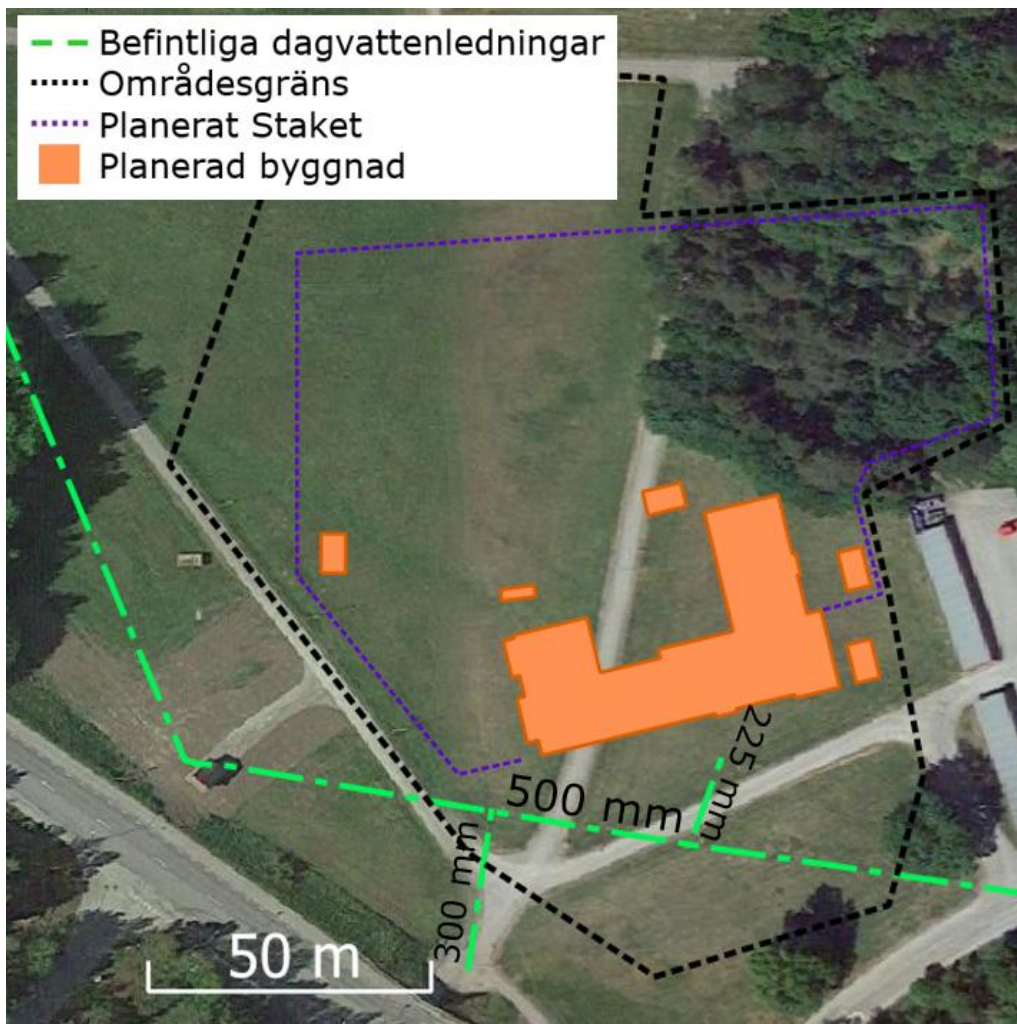 Befintliga dagvattenledningar
Områdesgräns
Planerat Staket
Planerad byggnad
225 mm
500 mm
300 mm
50 m